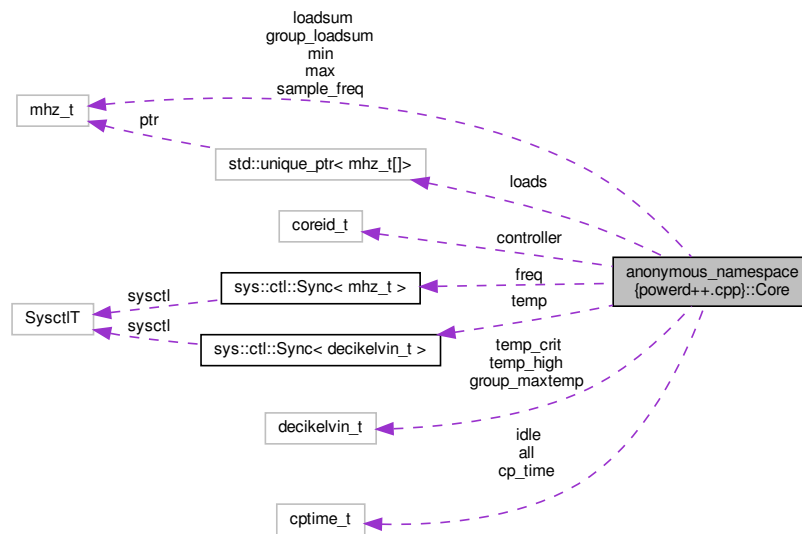 loadsum
group_loadsum
min
max
sample_freq
mhz_t
ptr
std::unique_ptr< mhz_t[]>
loads
coreid_t
controller
anonymous_namespace
{powerd++.cpp}::Core
freq
sys::ctl::Sync< mhz_t >
sysctl
temp
SysctlT
sysctl
sys::ctl::Sync< decikelvin_t >
temp_crit
temp_high
group_maxtemp
decikelvin_t
idle
all
cp_time
cptime_t